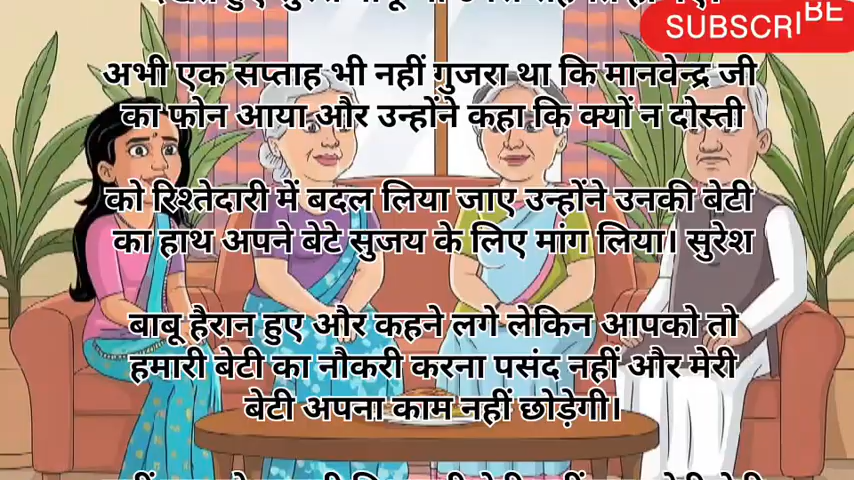 SUBSCRIBE
अभी एक सप्ताह भी नहीं गुजरा था कि मानवेन्द्र जी
का फोन आया और उन्होंने कहा कि क्यों न दोस्ती
को रिश्तेदारी में बदल लिया जाए उन्होंने उनकी बेटी
का हाथ अपने बेटे सुजय के लिए मांग लिया। सुरेश
बाबू हैरान हुए और कहने लगे लेकिन आपको तो
हमारी बेटी का नौकरी करना पसंद नहीं और मेरी
बेटी अपना काम नहीं छोड़ेगी।